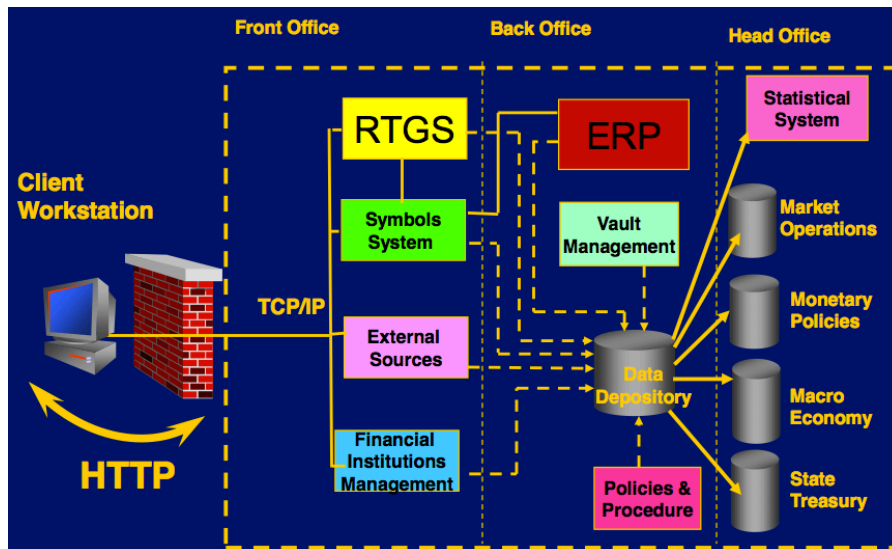 Front Office
Back Office
Head Office
Client
Workstation
HTTP
TCP/IP
RTGS
Symbols
System
External
Sources
Financial
Institutions
Management
ERP
Vault
Management
Data
Depository
Policies &
Procedure
Statistical
System
Market
Operations
Monetary
Policies
Macro
Economy
State
Treasury